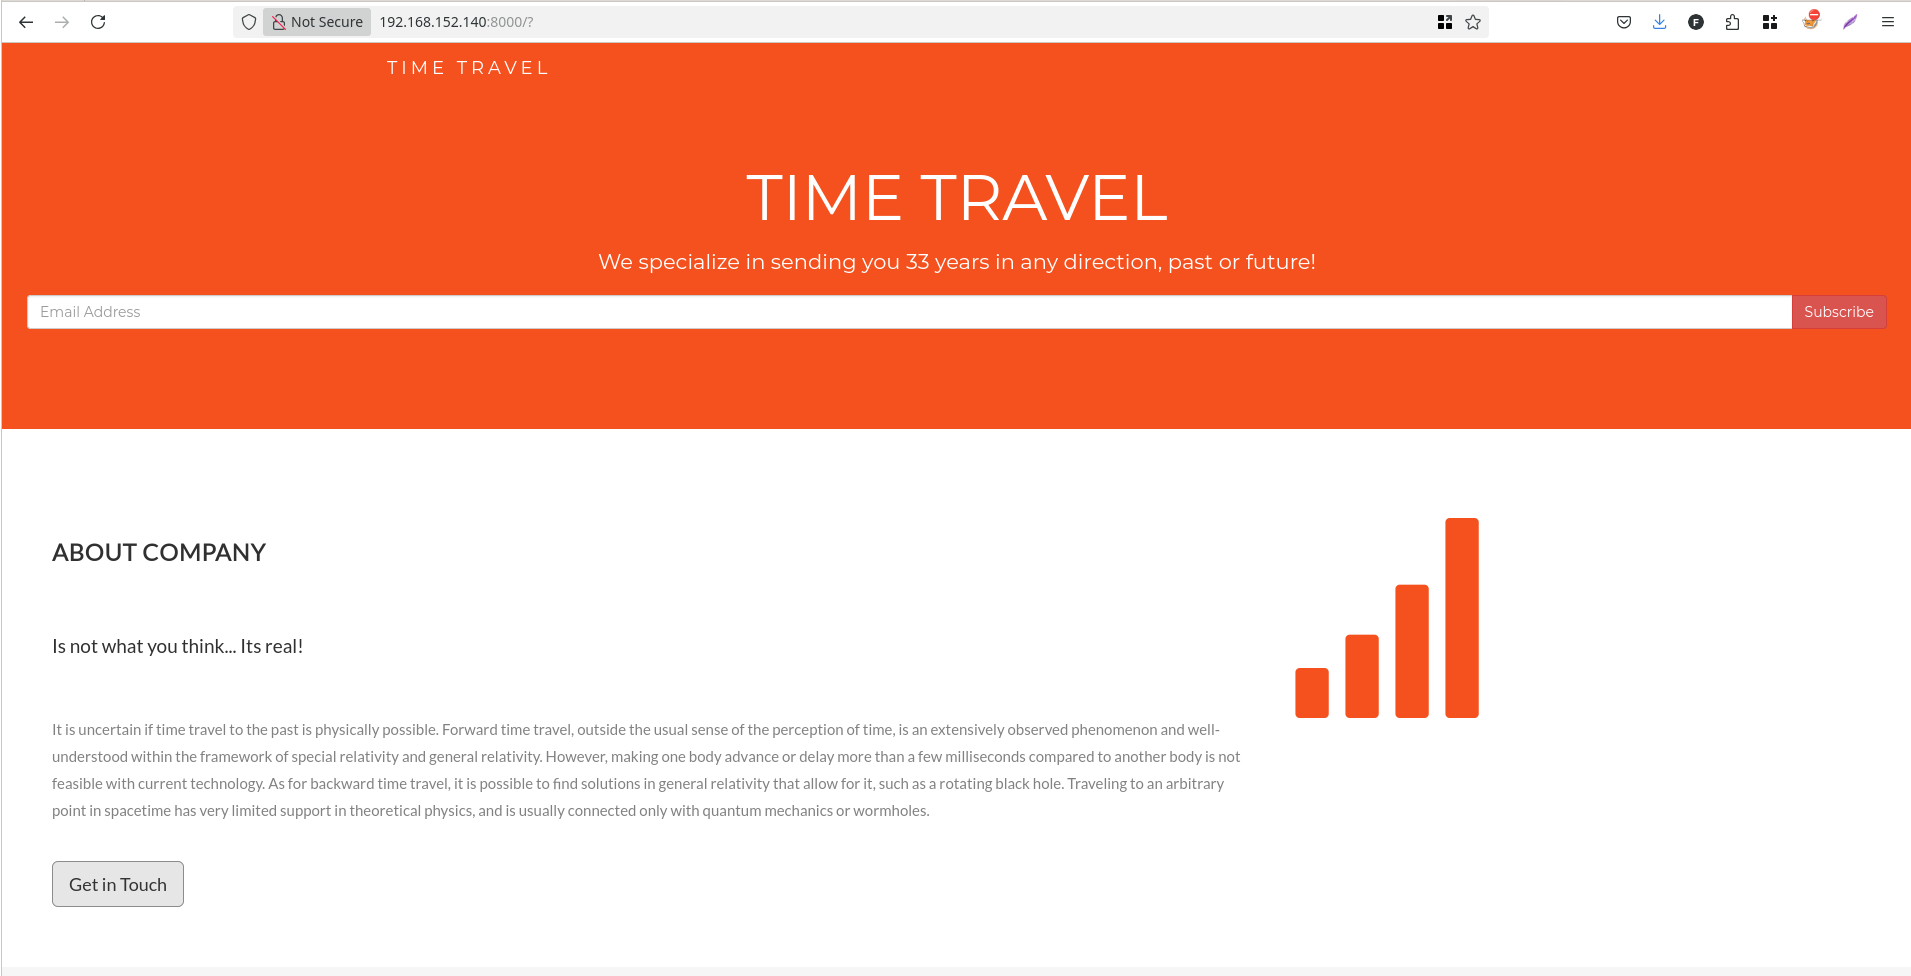 Not Secure 192.168.152.140:8000/?
TIME TRAVEL
TIME TRAVEL
We specialize in sending you 33 years in any direction, past or future!
Email Address Subscribe
ABOUT COMPANY
Is not what you think... Its real!
It is uncertain if time travel to the past is physically possible. Forward time travel, outside the usual sense of the perception of time, is an extensively observed phenomenon and well-
understood within the framework of special relativity and general relativity. However, making one body advance or delay more than a few milliseconds compared to another body is not
feasible with current technology. As for backward time travel, it is possible to find solutions in general relativity that allow for it, such as a rotating black hole. Traveling to an arbitrary
point in spacetime has very limited support in theoretical physics, and is usually connected only with quantum mechanics or wormholes.
Get in Touch